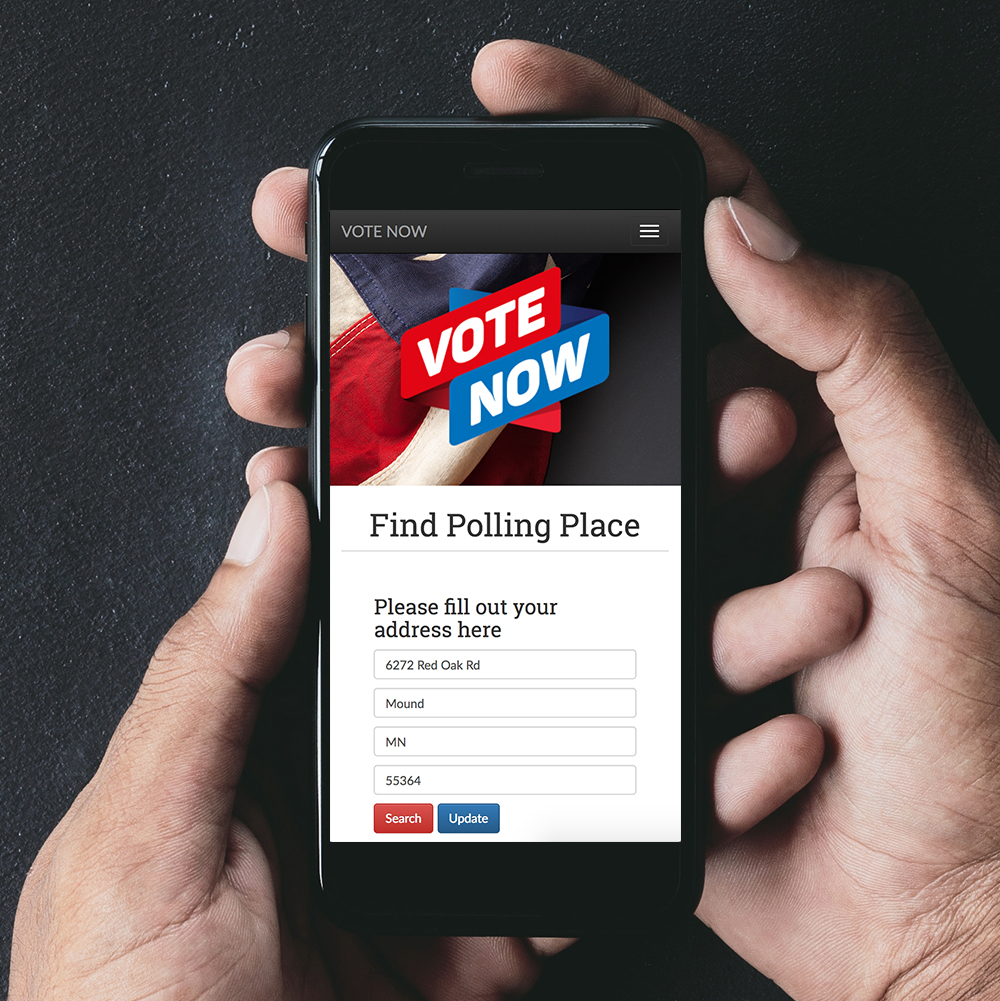 VOTE NOW
VOTE
NOW
Find Polling Place
Please fill out your
address here
6272 Red Oak Rd
Mound
MN
55364
Search Update